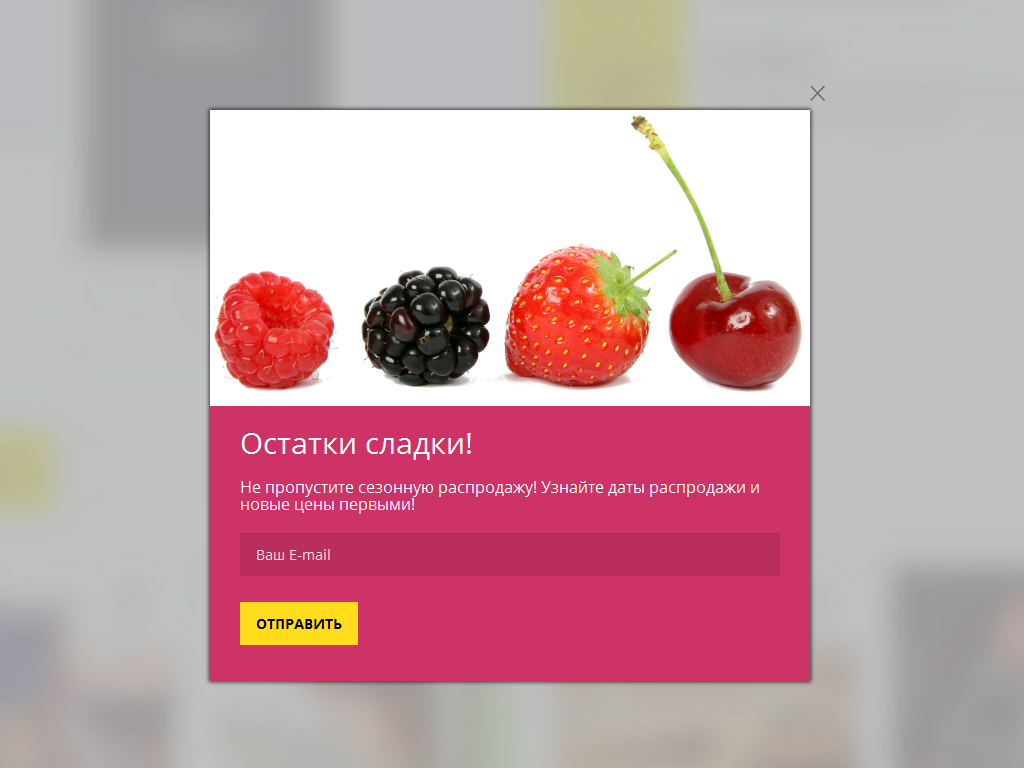 Остатки сладки!
Не пропустите сезонную распродажу! Узнайте даты распродажи и
новые цены первыми!
Ваш E-mail
ОТПРАВИТЬ